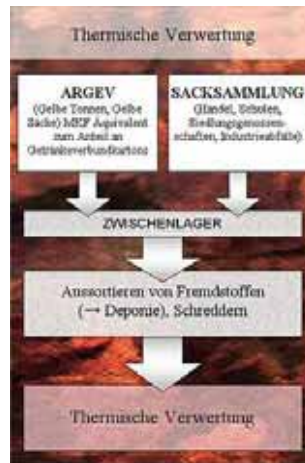 Thermische Verwertung
ARGEV
(Gelbe Tonnen, Gelbe
Säcke) MKF Äquivalent
zum Anteil an
Getränkeverbundkartons
SACKSAMMLUNG
(Handel, Schulen,
Siedlungsgenossen-
schaften, Industrieabfälle)
ZWISCHENLAGER
Aussortieren von Fremdstoffen
(→ Deponie), Schreddern
Thermische Verwertung